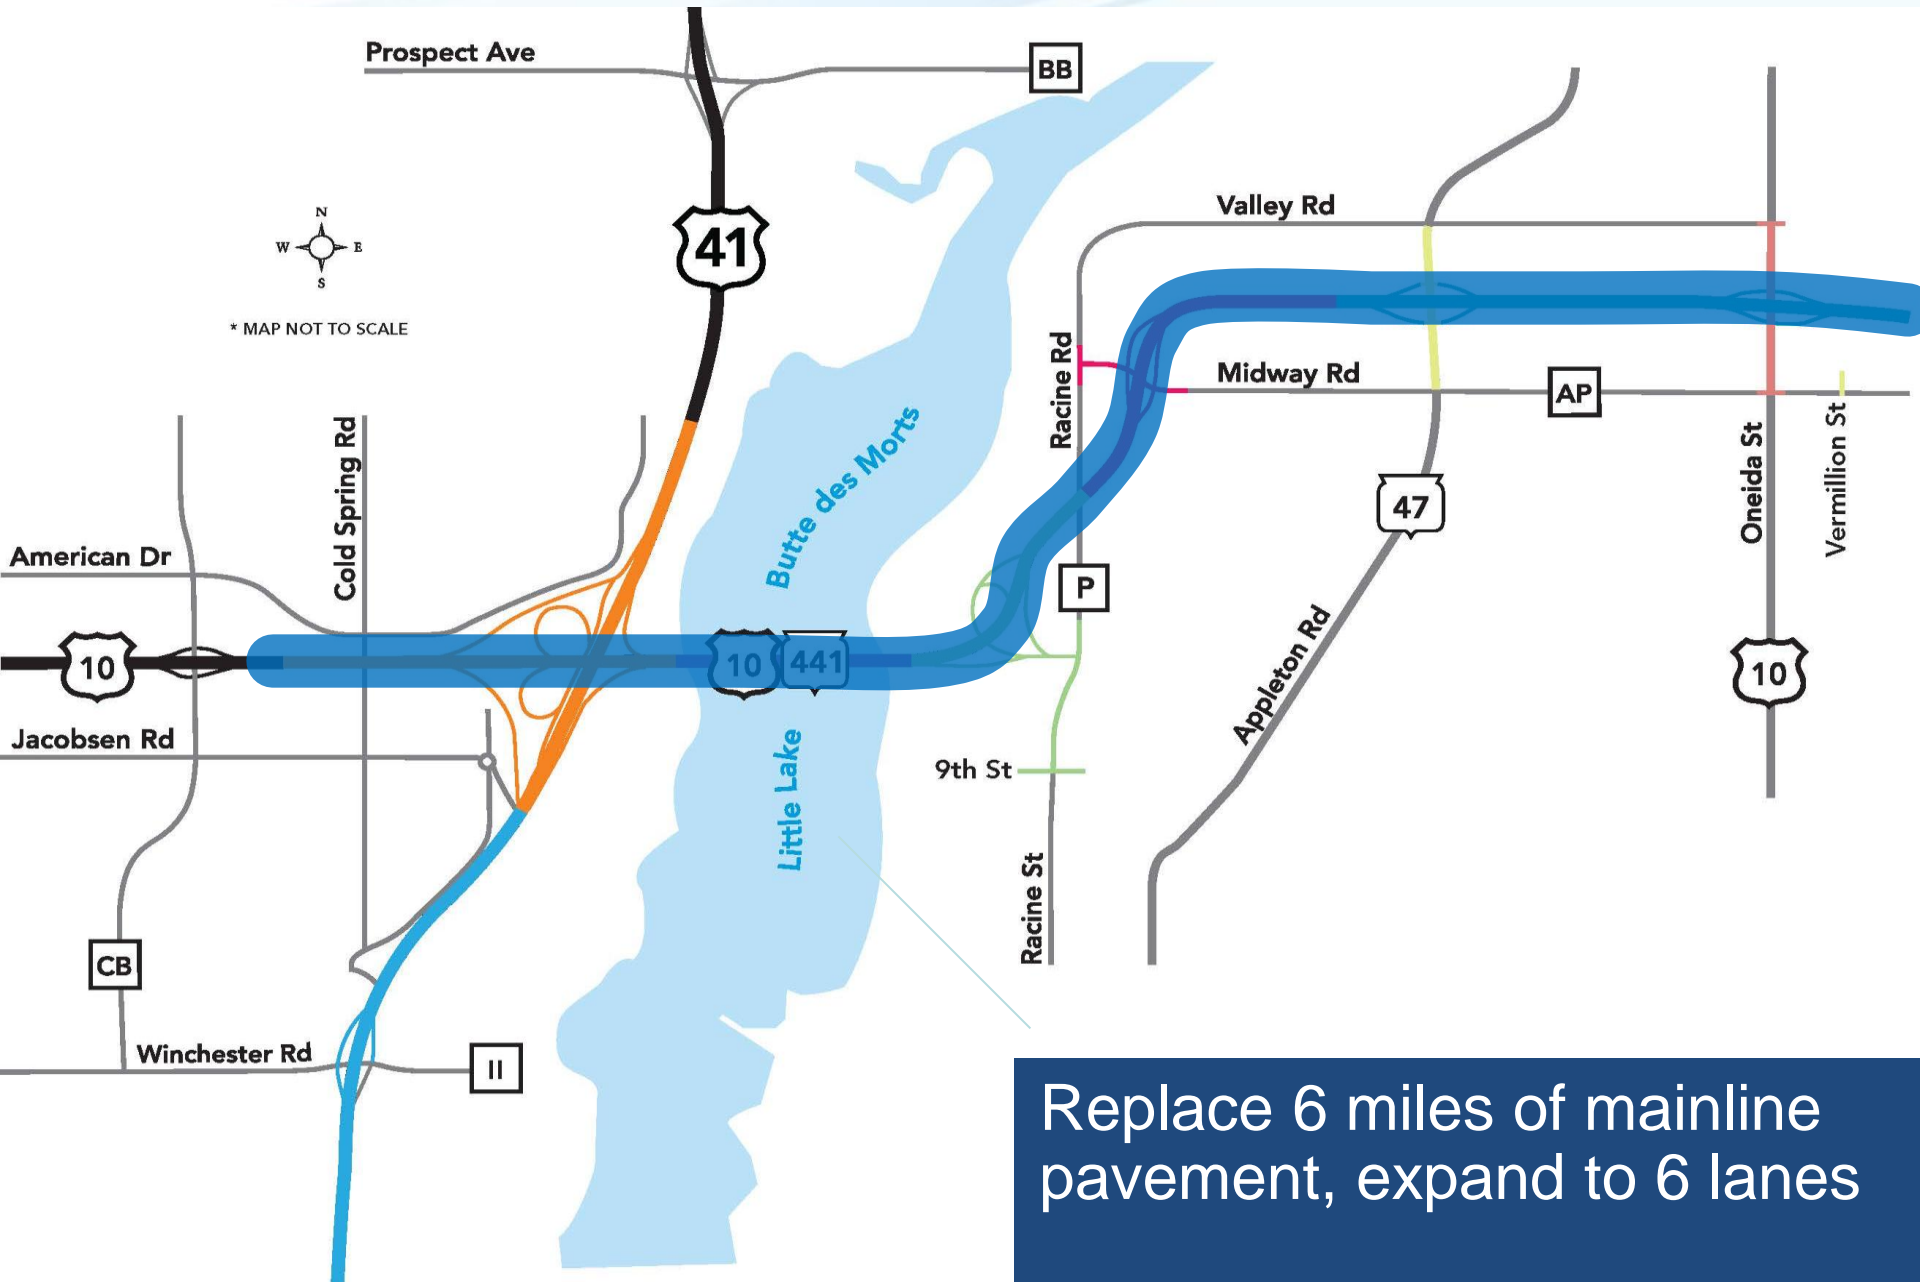 Prospect Ave
BB
N
W E
S
* MAP NOT TO SCALE
41
Valley Rd
Racine Rd
Midway Rd
AP
Cold Spring Rd
Butte des Morts
Oneida St
Vermillion St
47
American Dr
P
10
10
441
Appleton Rd
10
Jacobsen Rd
Little Lake
9th St
Racine St
CB
Winchester Rd
II
Replace 6 miles of mainline
pavement, expand to 6 lanes